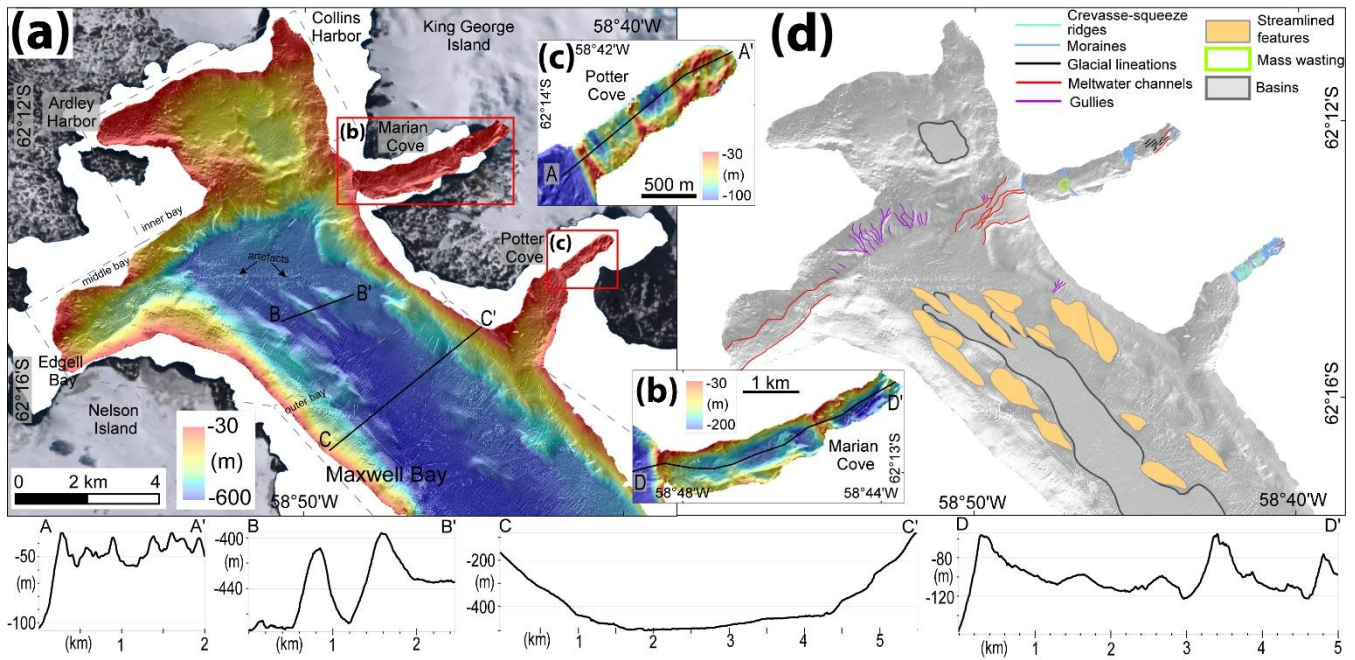 (a)
Collins
Harbor
King George
Island
58°40'W
62°12'S
Ardley
Harbor
(b)
Marian
Cove
inner bay
middle bay
artefacts
B
B'
C'
Potter
Cove
(c)
Edgell
Bay
62°16'S
Nelson
Island
outer bay
C
Maxwell Bay
-30
(m)
-600
0 2 km 4
58°50'W
(c)
58°42'W
A'
Potter
Cove
62°14'S
A
-30
(m)
-100
500 m
(b)
-30
(m)
-200
1 km
D'
Marian
Cove
D
58°48'W
58°44'W
62°13'S
(d)
Crevasse-squeeze
ridges
Moraines
Glacial lineations
Meltwater channels
Gullies
Streamlined
features
Mass wasting
Basins
62°12'S
62°16'S
58°50'W
58°40'W
A A'
-50
(m)
-100
(km) 1 2
B B'
-400
(m)
-440
(km) 1 2
C C'
-200
(m)
-400
(km) 1 2 3 4 5
D D'
-80
(m)
-120
(km) 1 2 3 4 5